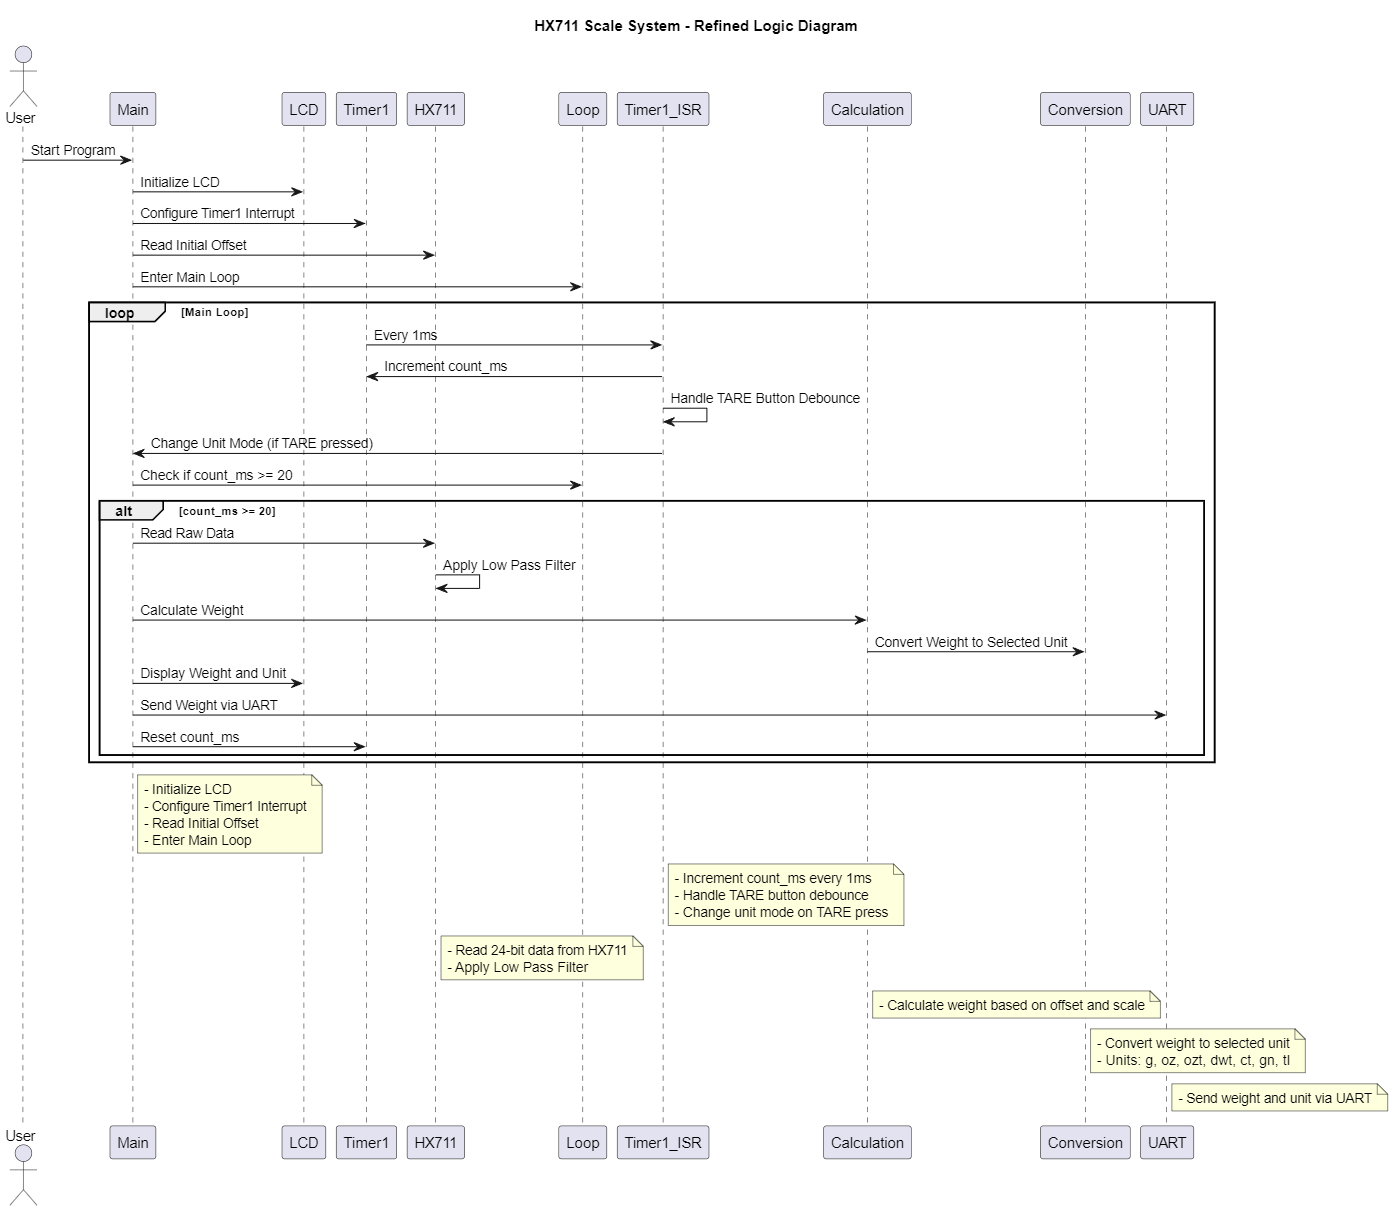 HX711 Scale System - Refined Logic Diagram
User
Main
LCD
Timer1
HX711
Loop
Timer1_ISR
Calculation
Conversion
UART
Start Program
Initialize LCD
Configure Timer1 Interrupt
Read Initial Offset
Enter Main Loop
loop
[Main Loop]
Every 1ms
Increment count_ms
Handle TARE Button Debounce
Change Unit Mode (if TARE pressed)
Check if count_ms >= 20
alt
[count_ms >= 20]
Read Raw Data
Apply Low Pass Filter
Calculate Weight
Convert Weight to Selected Unit
Display Weight and Unit
Send Weight via UART
Reset count_ms
- Initialize LCD
- Configure Timer1 Interrupt
- Read Initial Offset
- Enter Main Loop
- Increment count_ms every 1ms
- Handle TARE button debounce
- Change unit mode on TARE press
- Read 24-bit data from HX711
- Apply Low Pass Filter
- Calculate weight based on offset and scale
- Convert weight to selected unit
- Units: g, oz, ozt, dwt, ct, gn, tl
- Send weight and unit via UART
User
Main
LCD
Timer1
HX711
Loop
Timer1_ISR
Calculation
Conversion
UART